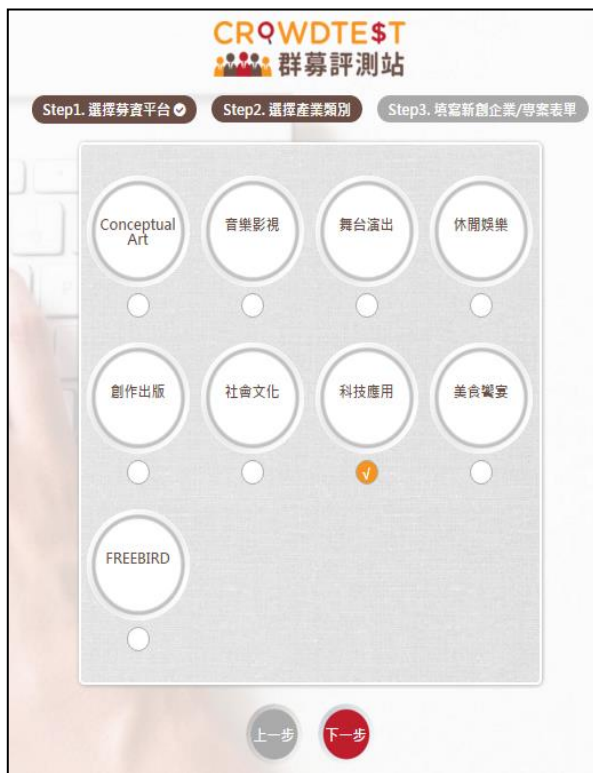 CROWDTE$T
群募評測站
Step1. 選擇募資平台 Step2. 選擇產業類別 Step3. 填寫新創企業/專案表單
Conceptual Art 音樂影視 舞台演出 休閒娛樂
創作出版 社會文化 科技應用 美食饗宴
√
FREEBIRD
上一步 下一步